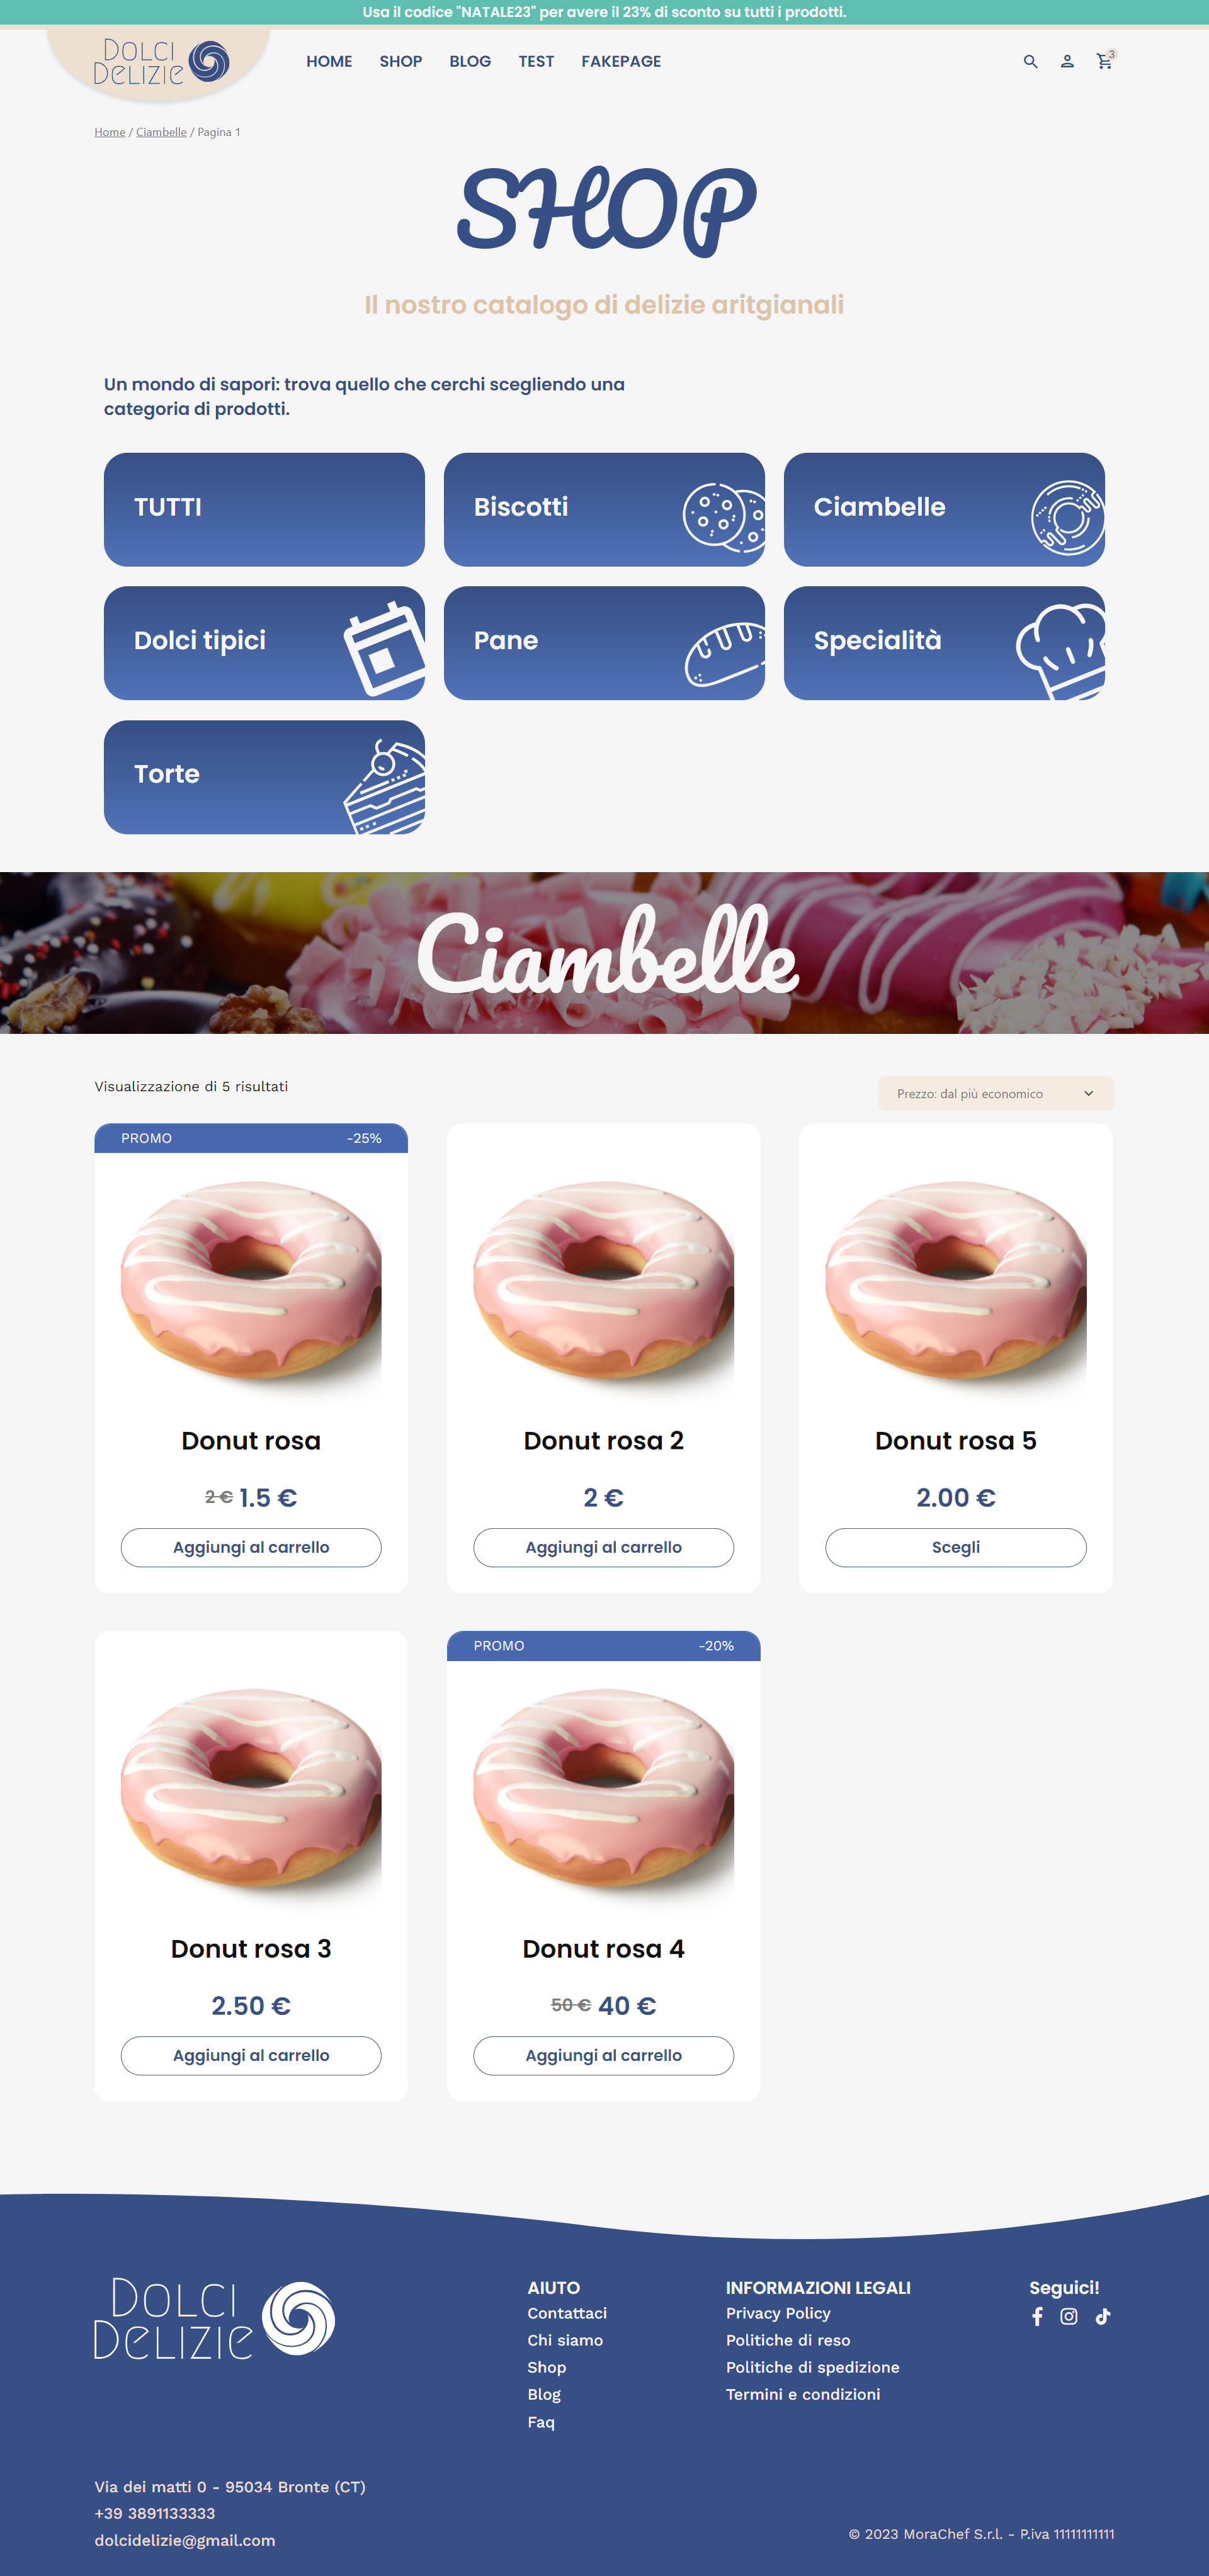 Usa il codice "NATALE23" per avere il 23% di sconto su tutti i prodotti.
DOLCI
DELIZIE
HOME SHOP BLOG TEST FAKEPAGE
3
Home / Ciambelle / Pagina 1
SHOP
Il nostro catalogo di delizie aritgianali
Un mondo di sapori: trova quello che cerchi scegliendo una
categoria di prodotti.
TUTTI
Biscotti
Ciambelle
Dolci tipici
Pane
Specialità
Torte
Ciambelle
Visualizzazione di 5 risultati
Prezzo: dal più economico
PROMO -25%
Donut rosa
2 € 1.5 €
Aggiungi al carrello
Donut rosa 2
2 €
Aggiungi al carrello
Donut rosa 5
2.00 €
Scegli
Donut rosa 3
2.50 €
Aggiungi al carrello
PROMO -20%
Donut rosa 4
50 € 40 €
Aggiungi al carrello
DOLCI
DELIZIE
AIUTO
Contattaci
Chi siamo
Shop
Blog
Faq
INFORMAZIONI LEGALI
Privacy Policy
Politiche di reso
Politiche di spedizione
Termini e condizioni
Seguici!
Via dei matti 0 - 95034 Bronte (CT)
+39 3891133333
dolcidelizie@gmail.com
© 2023 MoraChef S.r.l. - P.iva 11111111111